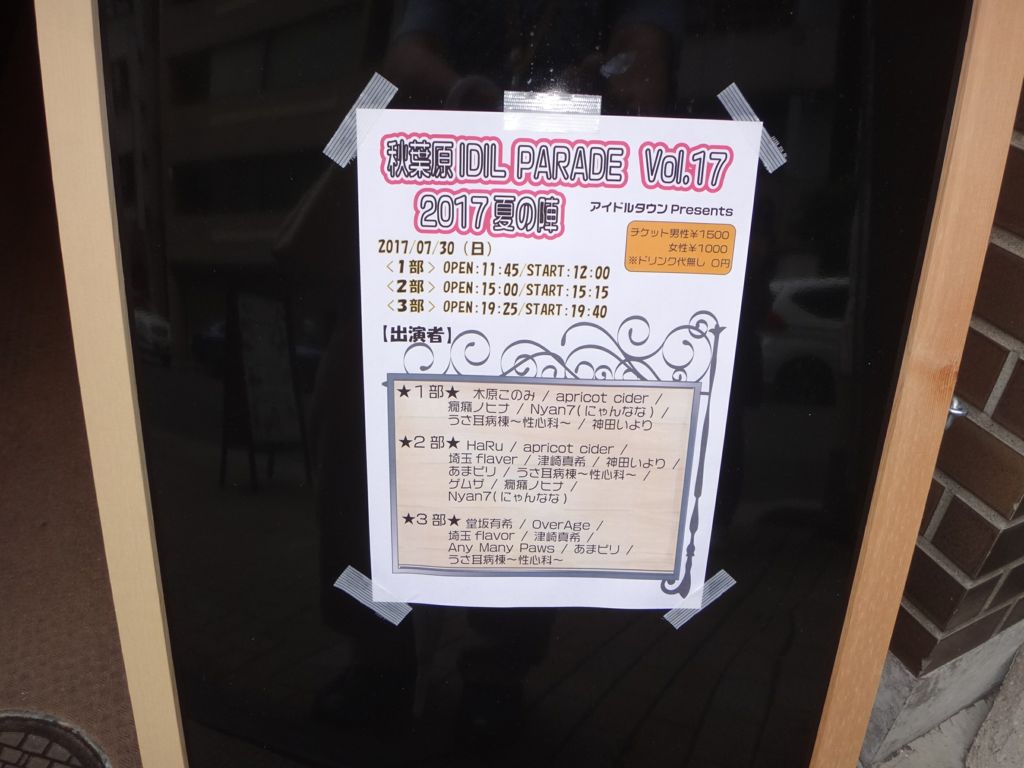 秋葉原 IDIL PARADE Vol.17
2017 夏の陣
アイドルタウン Presents
チケット男性￥1500
女性￥1000
※ドリンク代無し 0円
2017/07/30（日）
＜1部＞ OPEN:11:45/START:12:00
＜2部＞ OPEN:15:00/START:15:15
＜3部＞ OPEN:19:25/START:19:40
【出演者】
★1部★ 木原このみ / apricot cider /
癜癮ノヒナ / Nyan7(にゃんなな) /
うさ耳病棟～性心科～ / 神田いより
★2部★ HaRu / apricot cider /
埼玉 flaver / 津崎真希 / 神田いより /
あまピリ / うさ耳病棟～性心科～ /
ゲムザ / ノヒナ /
Nyan7(にゃんなな)
★3部★ 堂坂有希 / OverAge /
埼玉 flavor / 津崎真希 /
Any Many Paws / あまピリ /
うさ耳病棟～性心科～